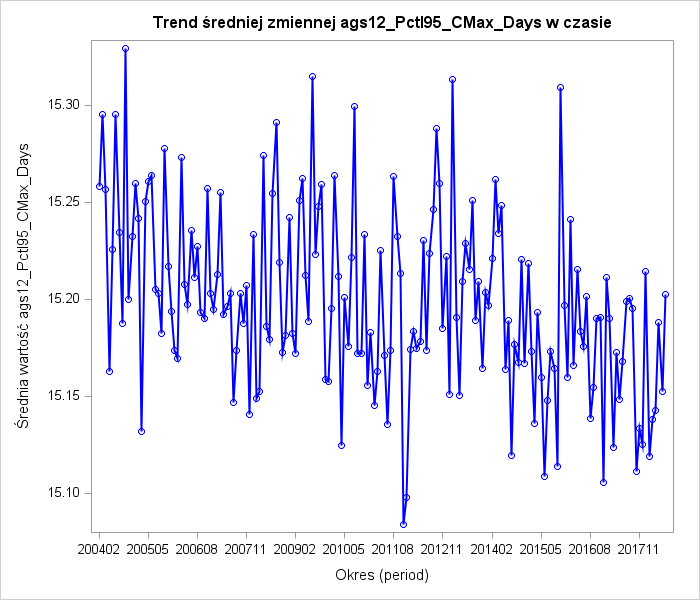 Trend średniej zmiennej ags12_Pctl95_CMax_Days w czasie
Średnia wartość ags12_Pctl95_CMax_Days
15.30
15.25
15.20
15.15
15.10
200402 200505 200608 200711 200902 201005 201108 201211 201402 201505 201608 201711
Okres (period)